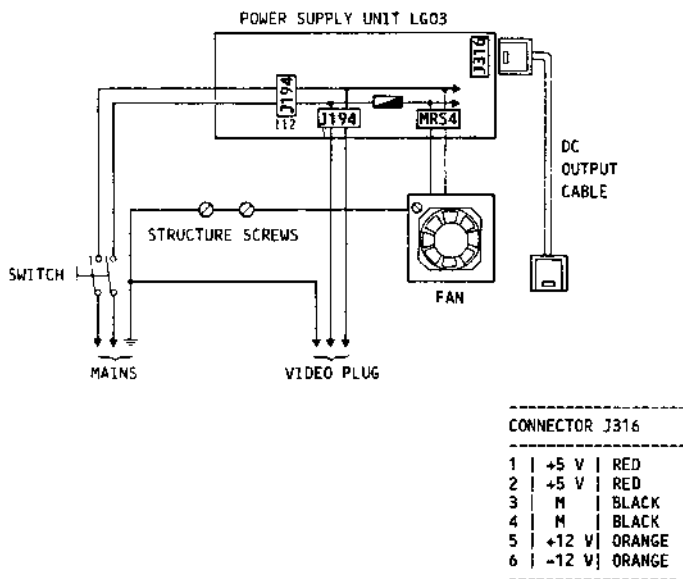 POWER SUPPLY UNIT LG03
J316
J194
112
J194
MRS4
DC
OUTPUT
CABLE
STRUCTURE SCREWS
SWITCH
FAN
MAINS
VIDEO PLUG
CONNECTOR J316
1 | +5 V | RED
2 | +5 V | RED
3 | M | BLACK
4 | M | BLACK
5 | +12 V| ORANGE
6 | -12 V| ORANGE